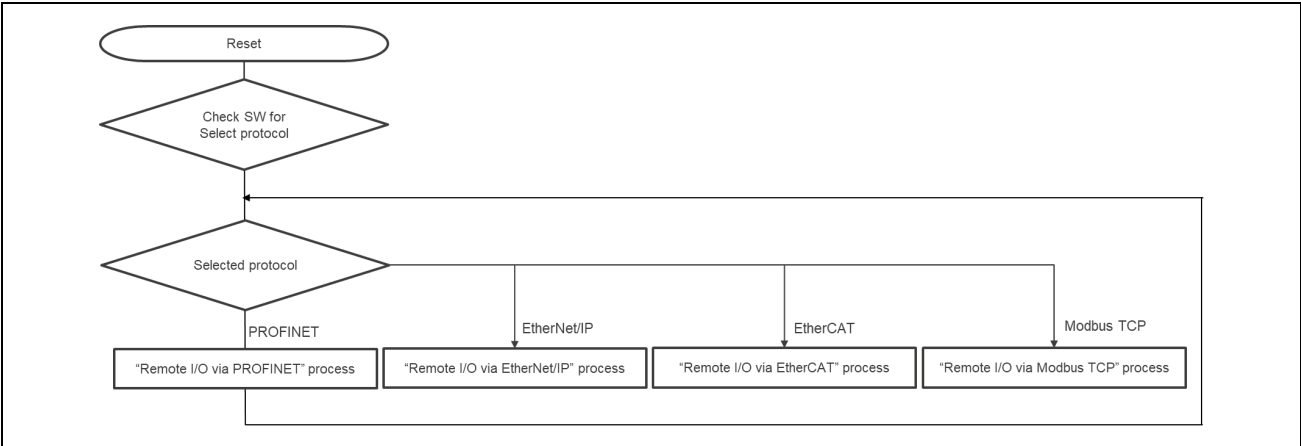 Reset
Check SW for
Select protocol
Selected protocol
PROFINET
EtherNet/IP
EtherCAT
Modbus TCP
“Remote I/O via PROFINET” process
“Remote I/O via EtherNet/IP” process
“Remote I/O via EtherCAT” process
“Remote I/O via Modbus TCP” process